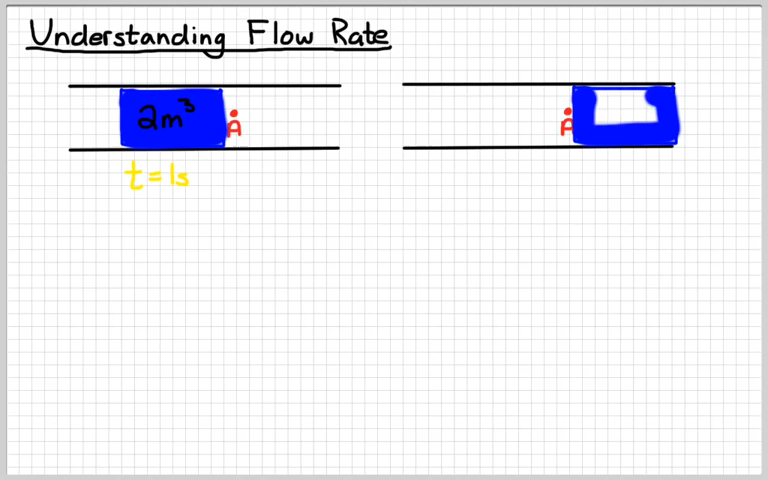 Understanding Flow Rate
2m³
A
A
t = 1s